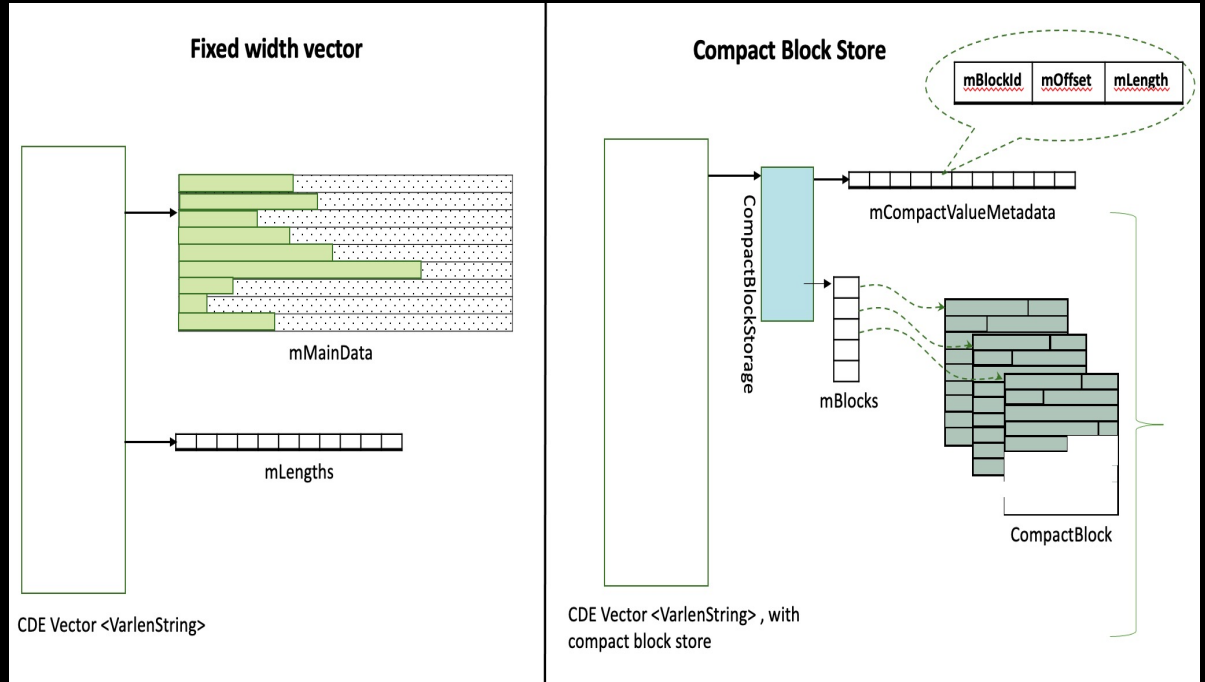 Fixed width vector
mMainData
mLengths
CDE Vector <VarlenString>
Compact Block Store
mBlockId mOffset mLength
mCompactValueMetadata
CompactBlockStorage
mBlocks
CompactBlock
CDE Vector <VarlenString> , with
compact block store